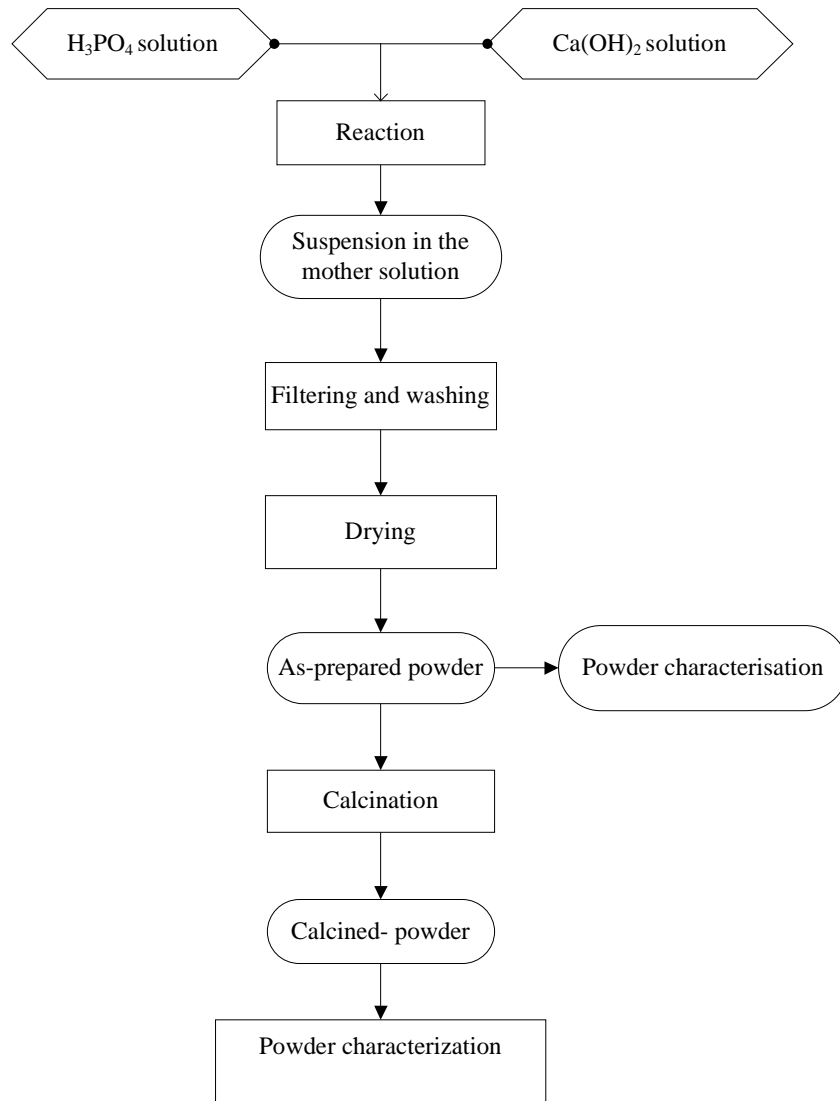 H₃PO₄ solution
Ca(OH)₂ solution
Reaction
Suspension in the
mother solution
Filtering and washing
Drying
As-prepared powder
Powder characterisation
Calcination
Calcined- powder
Powder characterization